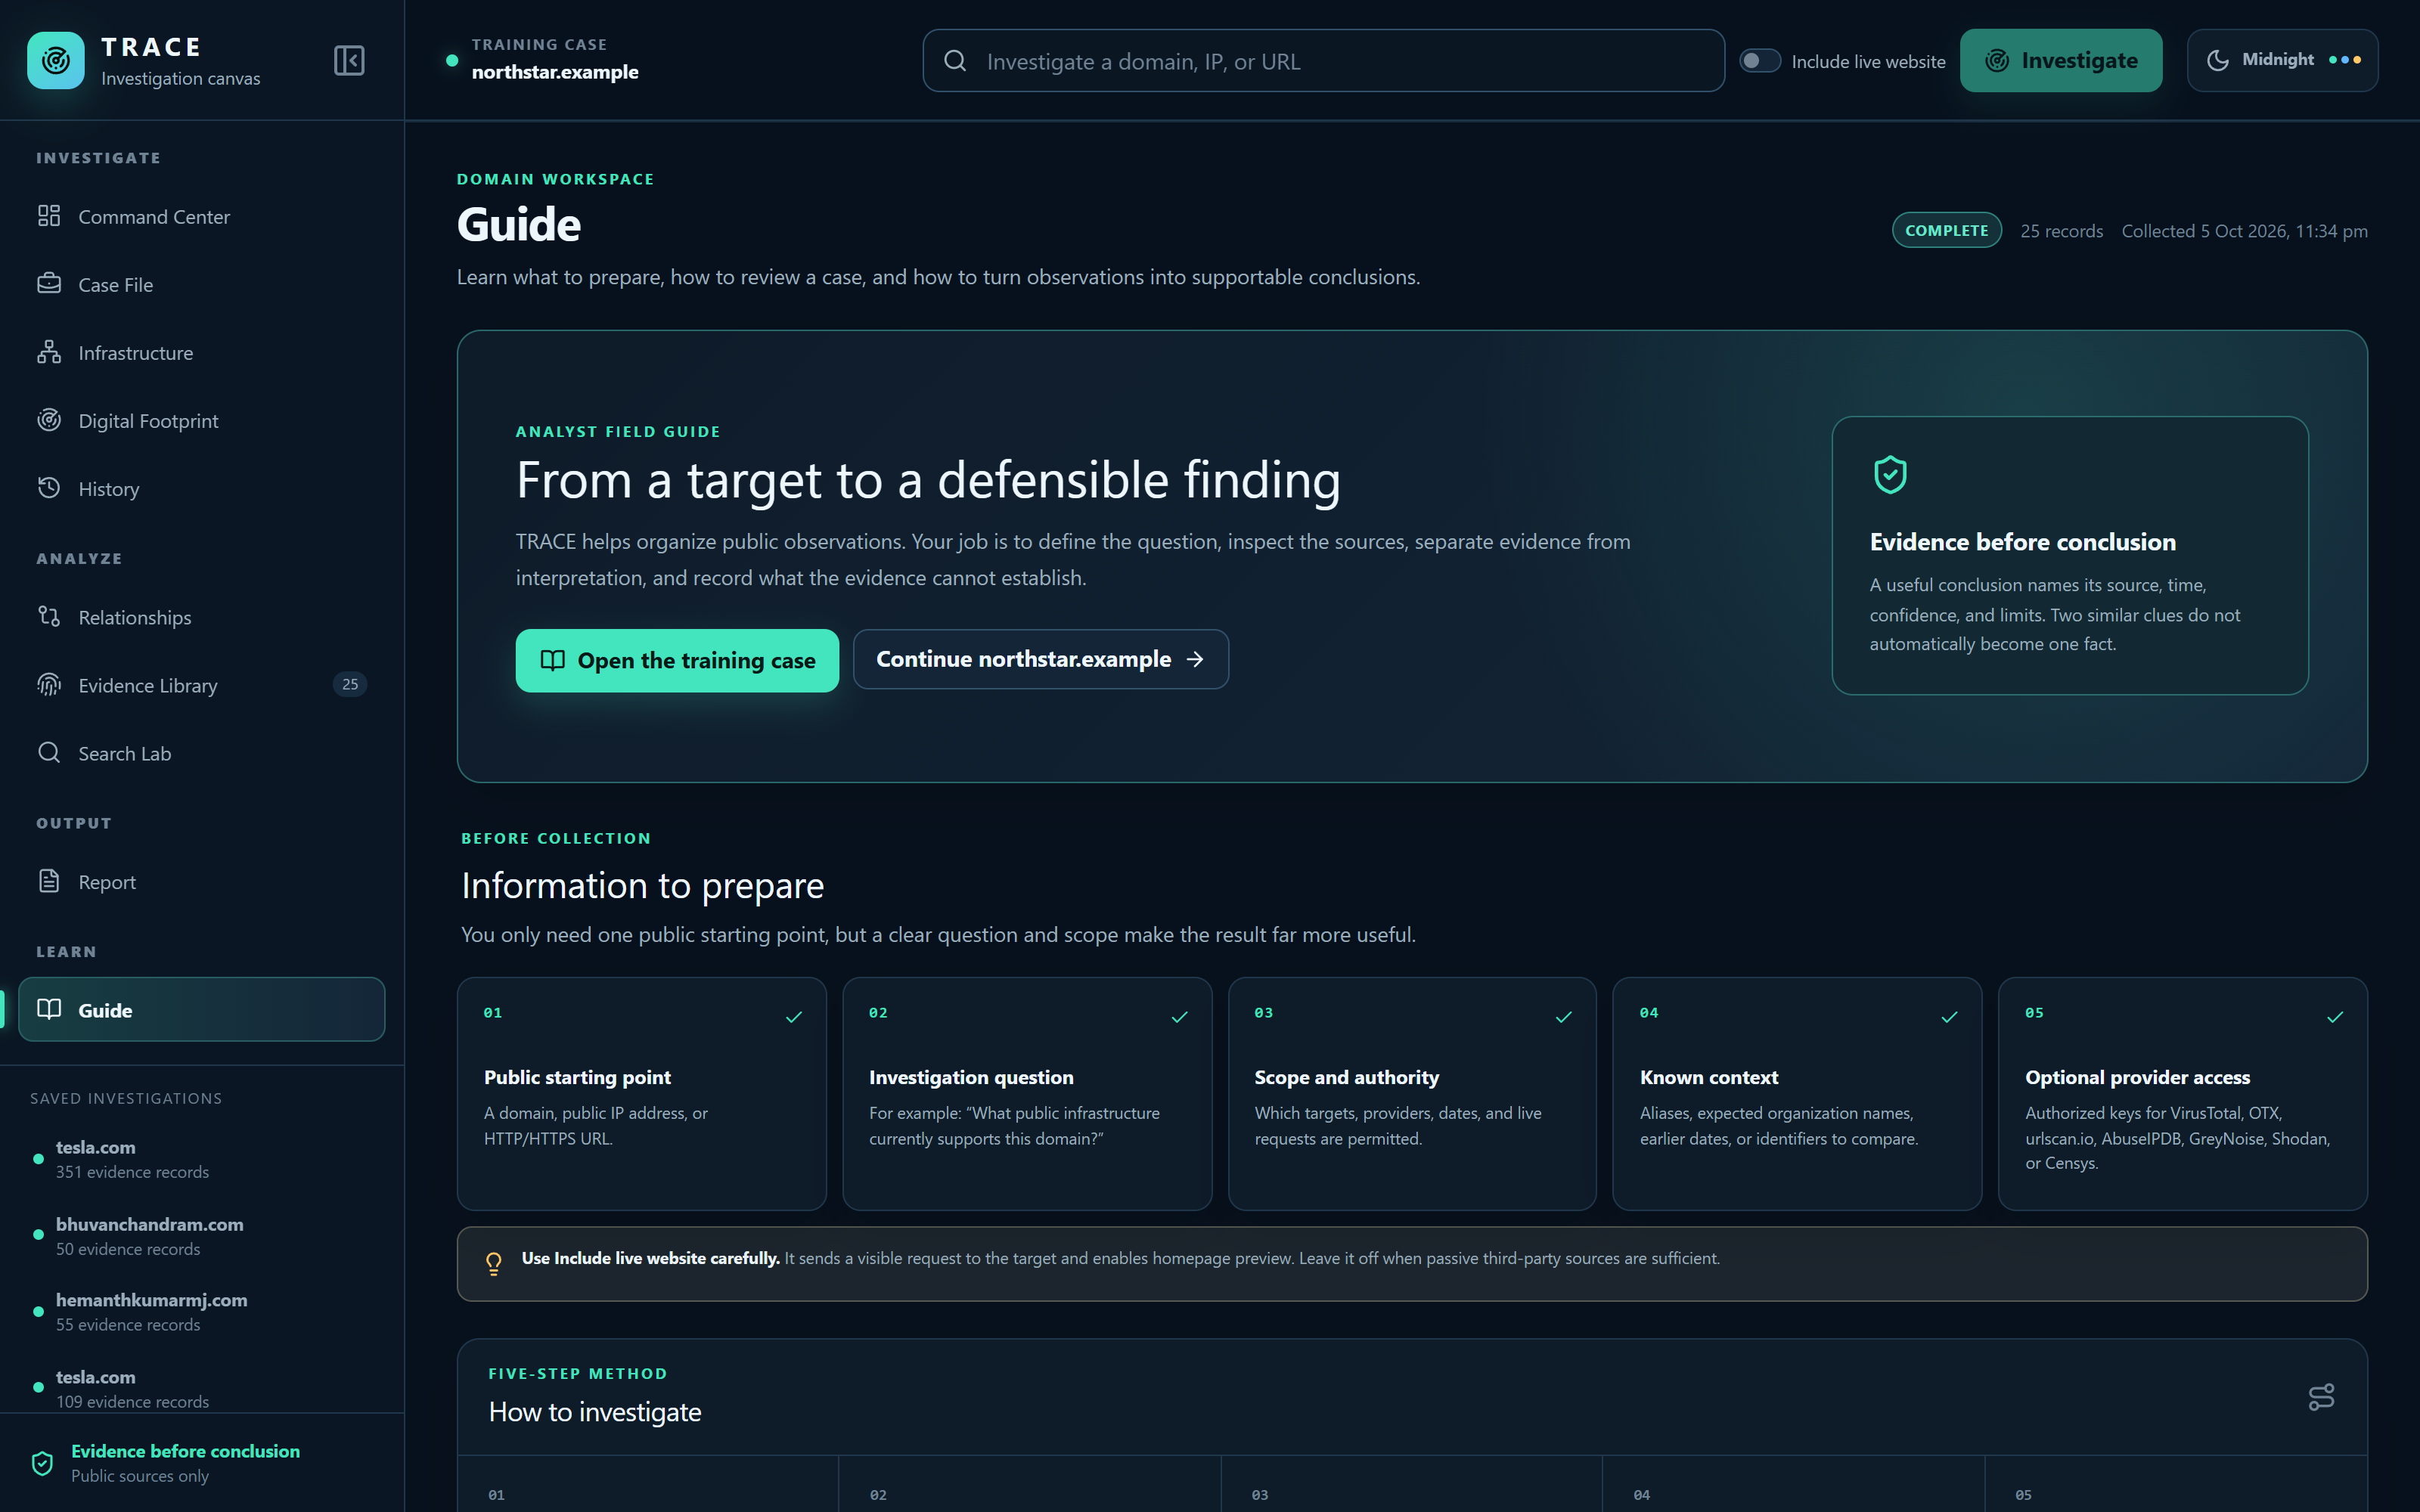 TRACE
Investigation canvas
TRAINING CASE
northstar.example
Investigate a domain, IP, or URL
Include live website
Investigate
Midnight
INVESTIGATE
Command Center
Case File
Infrastructure
Digital Footprint
History
ANALYZE
Relationships
Evidence Library
25
Search Lab
OUTPUT
Report
LEARN
Guide
SAVED INVESTIGATIONS
tesla.com
351 evidence records
bhuvanchandram.com
50 evidence records
hemanthkumarmj.com
55 evidence records
tesla.com
109 evidence records
Evidence before conclusion
Public sources only
DOMAIN WORKSPACE
Guide
COMPLETE
25 records
Collected 5 Oct 2026, 11:34 pm
Learn what to prepare, how to review a case, and how to turn observations into supportable conclusions.
ANALYST FIELD GUIDE
From a target to a defensible finding
TRACE helps organize public observations. Your job is to define the question, inspect the sources, separate evidence from
interpretation, and record what the evidence cannot establish.
Open the training case
Continue northstar.example
Evidence before conclusion
A useful conclusion names its source, time,
confidence, and limits. Two similar clues do not
automatically become one fact.
BEFORE COLLECTION
Information to prepare
You only need one public starting point, but a clear question and scope make the result far more useful.
01
Public starting point
A domain, public IP address, or
HTTP/HTTPS URL.
02
Investigation question
For example: “What public infrastructure
currently supports this domain?”
03
Scope and authority
Which targets, providers, dates, and live
requests are permitted.
04
Known context
Aliases, expected organization names,
earlier dates, or identifiers to compare.
05
Optional provider access
Authorized keys for VirusTotal, OTX,
urlscan.io, AbuseIPDB, GreyNoise, Shodan,
or Censys.
Use Include live website carefully. It sends a visible request to the target and enables homepage preview. Leave it off when passive third-party sources are sufficient.
FIVE-STEP METHOD
How to investigate
01
02
03
04
05